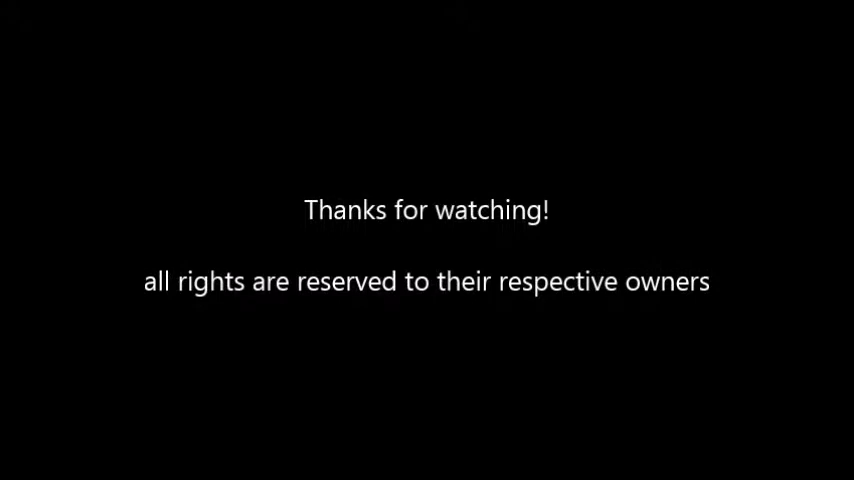 Thanks for watching!
all rights are reserved to their respective owners